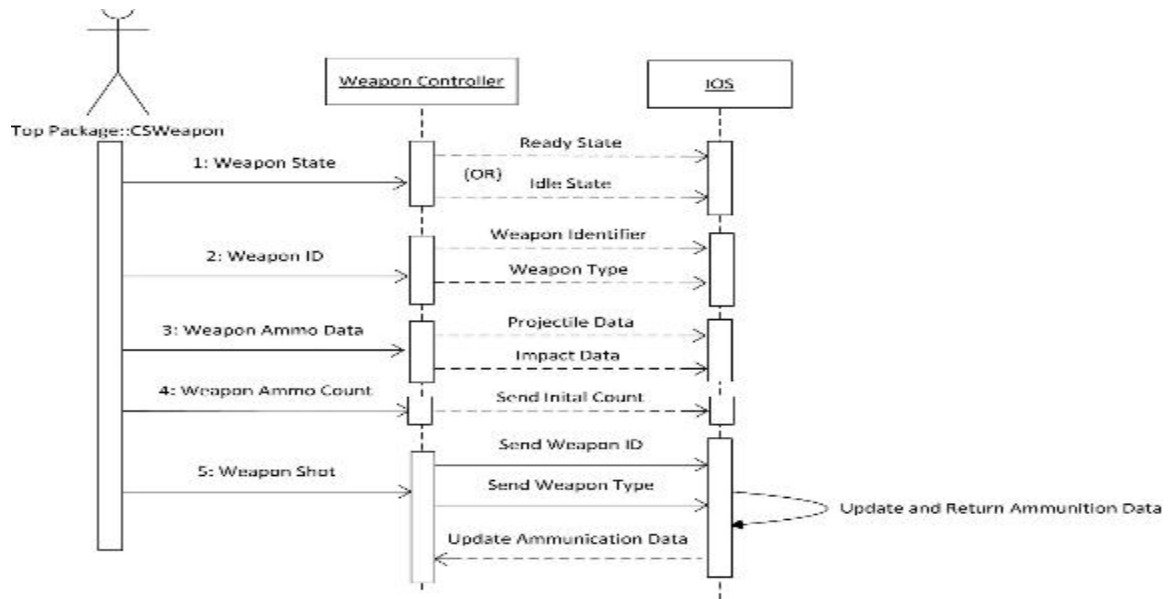 Weapon Controller
IOS
Top Package::CSWeapon
Ready State
1: Weapon State
(OR)
Idle State
Weapon Identifier
2: Weapon ID
Weapon Type
Projectile Data
3: Weapon Ammo Data
Impact Data
4: Weapon Ammo Count
Send Inital Count
Send Weapon ID
5: Weapon Shot
Send Weapon Type
Update and Return Ammunition Data
Update Ammunication Data